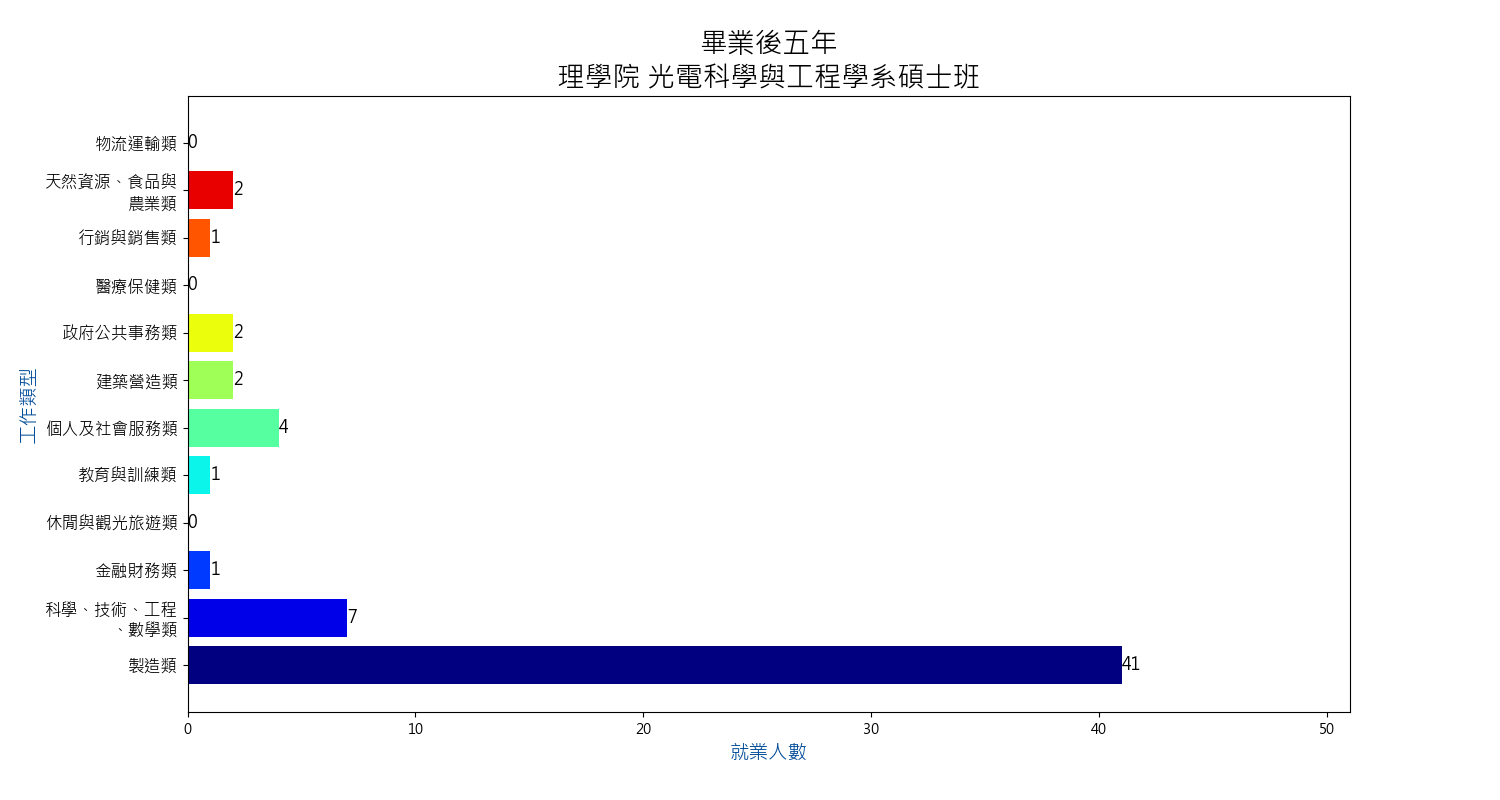 畢業後五年
理學院 光電科學與工程學系碩士班
物流運輸類
0
天然資源、食品與
農業類
2
行銷與銷售類
1
醫療保健類
0
政府公共事務類
2
建築營造類
2
個人及社會服務類
4
教育與訓練類
1
休閒與觀光旅遊類
0
金融財務類
1
科學、技術、工程
、數學類
7
製造類
41
工作類型
0 10 20 30 40 50
就業人數